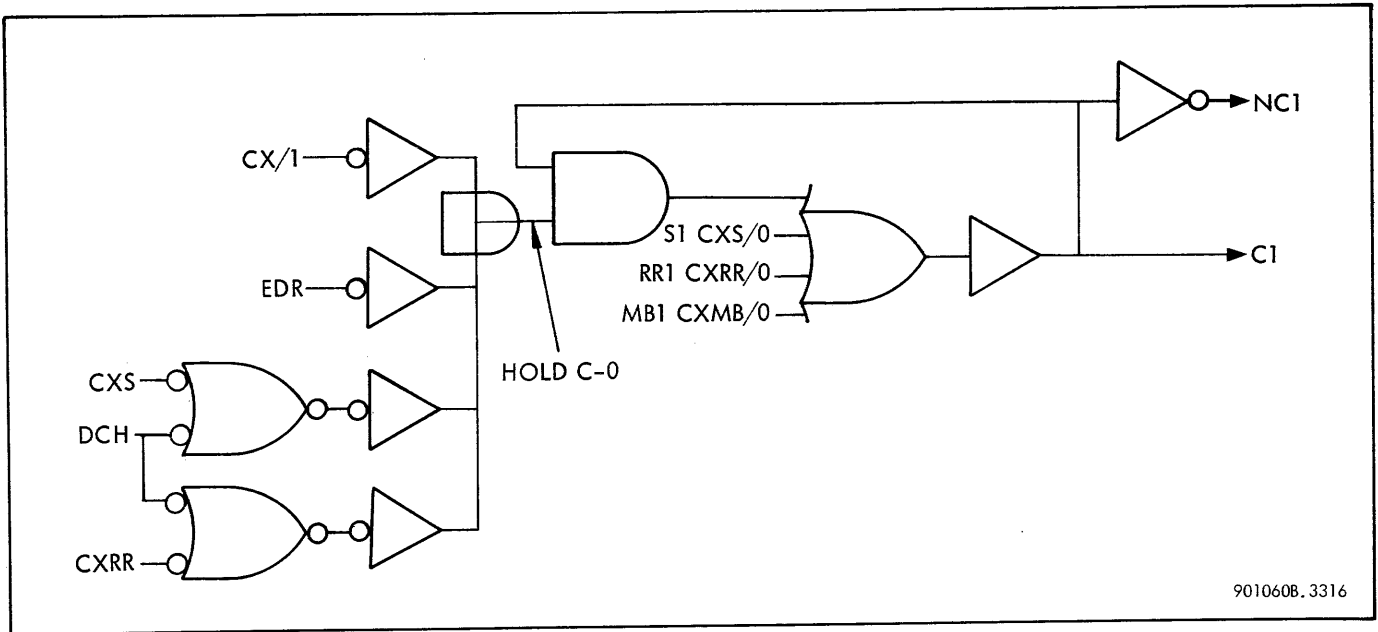 NC1
CX/1
S1 CXS/0
C1
RR1 CXRR/0
EDR
MB1 CXMB/0
HOLD C-0
CXS
DCH
CXRR
901060B.3316